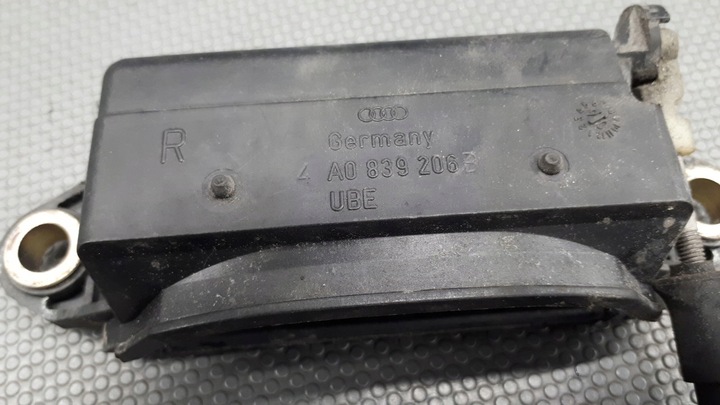 R
Germany
4 A0 839 206 B
UBE